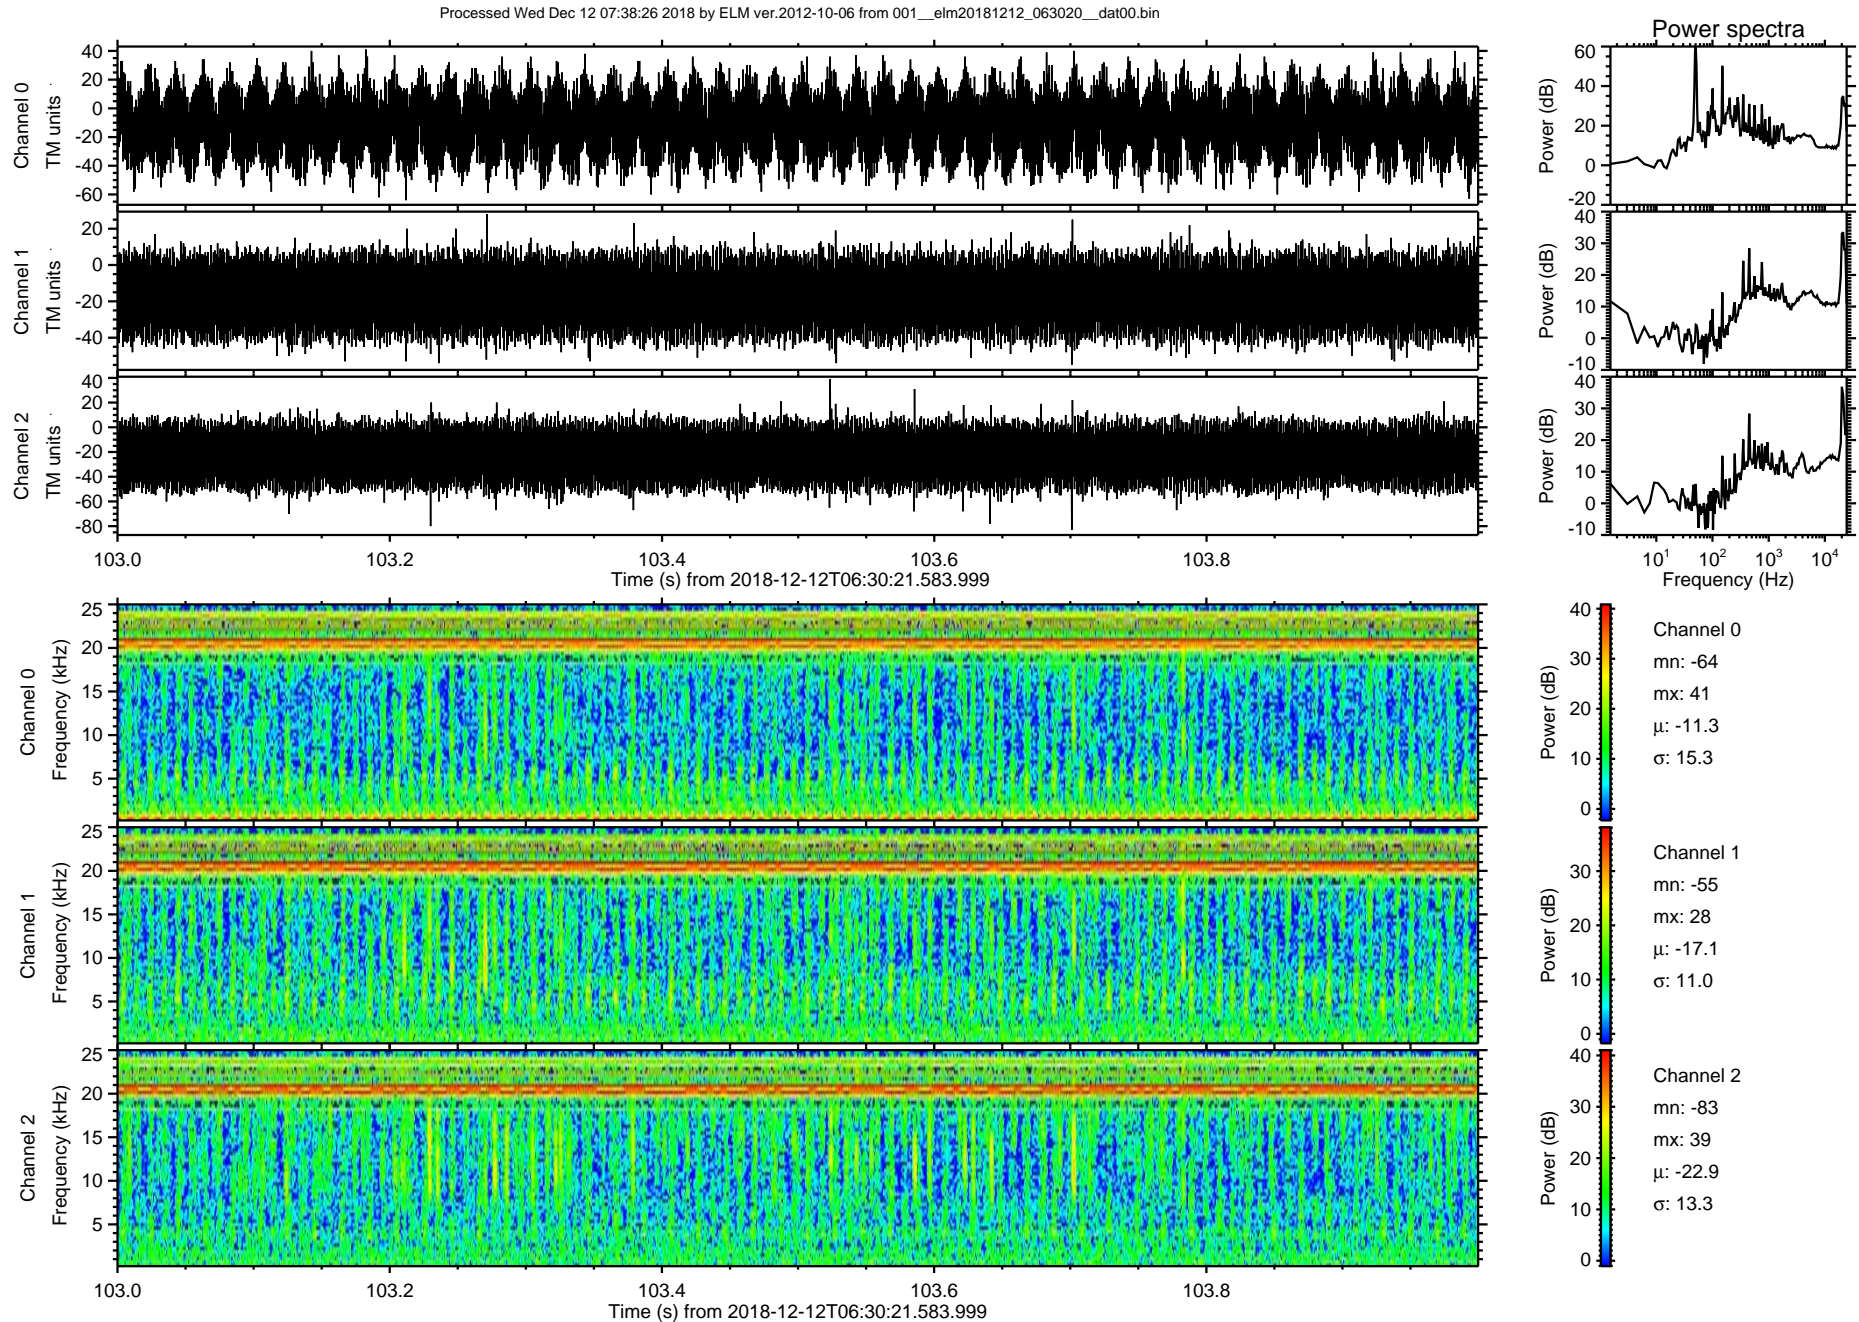 Processed Wed Dec 12 07:38:26 2018 by ELM ver.2012-10-06 from 001__elm20181212_063020__dat00.bin
Power spectra
Channel 0
TM units
40
20
0
-20
-40
-60
Power (dB)
60
40
20
0
-20
Channel 1
TM units
20
0
-20
-40
Power (dB)
40
30
20
10
0
-10
Channel 2
TM units
40
20
0
-20
-40
-60
-80
Power (dB)
40
30
20
10
0
-10
103.0 103.2 103.4 103.6 103.8
Time (s) from 2018-12-12T06:30:21.583.999
10¹ 10² 10³ 10⁴
Frequency (Hz)
Channel 0
Frequency (kHz)
25
20
15
10
5
Power (dB)
40
30
20
10
0
Channel 0
mn: -64
mx: 41
μ: -11.3
σ: 15.3
Channel 1
Frequency (kHz)
25
20
15
10
5
Power (dB)
30
20
10
0
Channel 1
mn: -55
mx: 28
μ: -17.1
σ: 11.0
Channel 2
Frequency (kHz)
25
20
15
10
5
Power (dB)
40
30
20
10
0
Channel 2
mn: -83
mx: 39
μ: -22.9
σ: 13.3
103.0 103.2 103.4 103.6 103.8
Time (s) from 2018-12-12T06:30:21.583.999